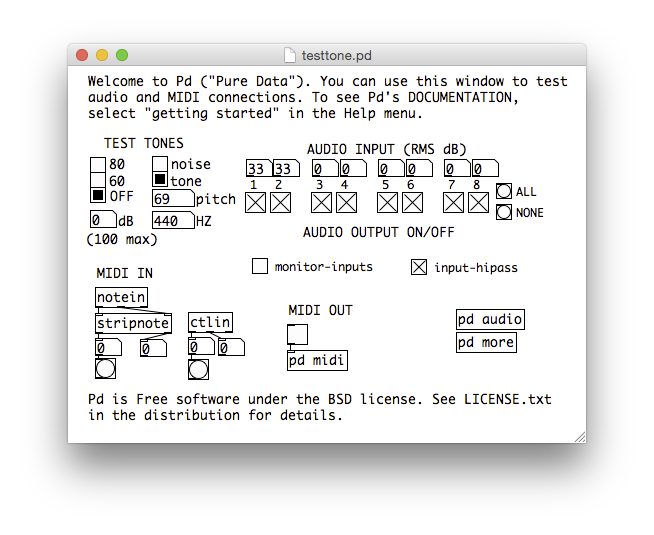 testtone.pd
Welcome to Pd ("Pure Data"). You can use this window to test
audio and MIDI connections. To see Pd's DOCUMENTATION,
select "getting started" in the Help menu.
TEST TONES
AUDIO INPUT (RMS dB)
80 noise 33 33 0 0 0 0 0 0
60 tone 1 2 3 4 5 6 7 8 ALL
OFF 69 pitch NONE
0 dB 440 HZ
(100 max) AUDIO OUTPUT ON/OFF
monitor-inputs input-hipass
MIDI IN
notein
MIDI OUT
stripnote ctlin pd audio
0 0 0 0 pd more
pd midi
Pd is Free software under the BSD license. See LICENSE.txt
in the distribution for details.